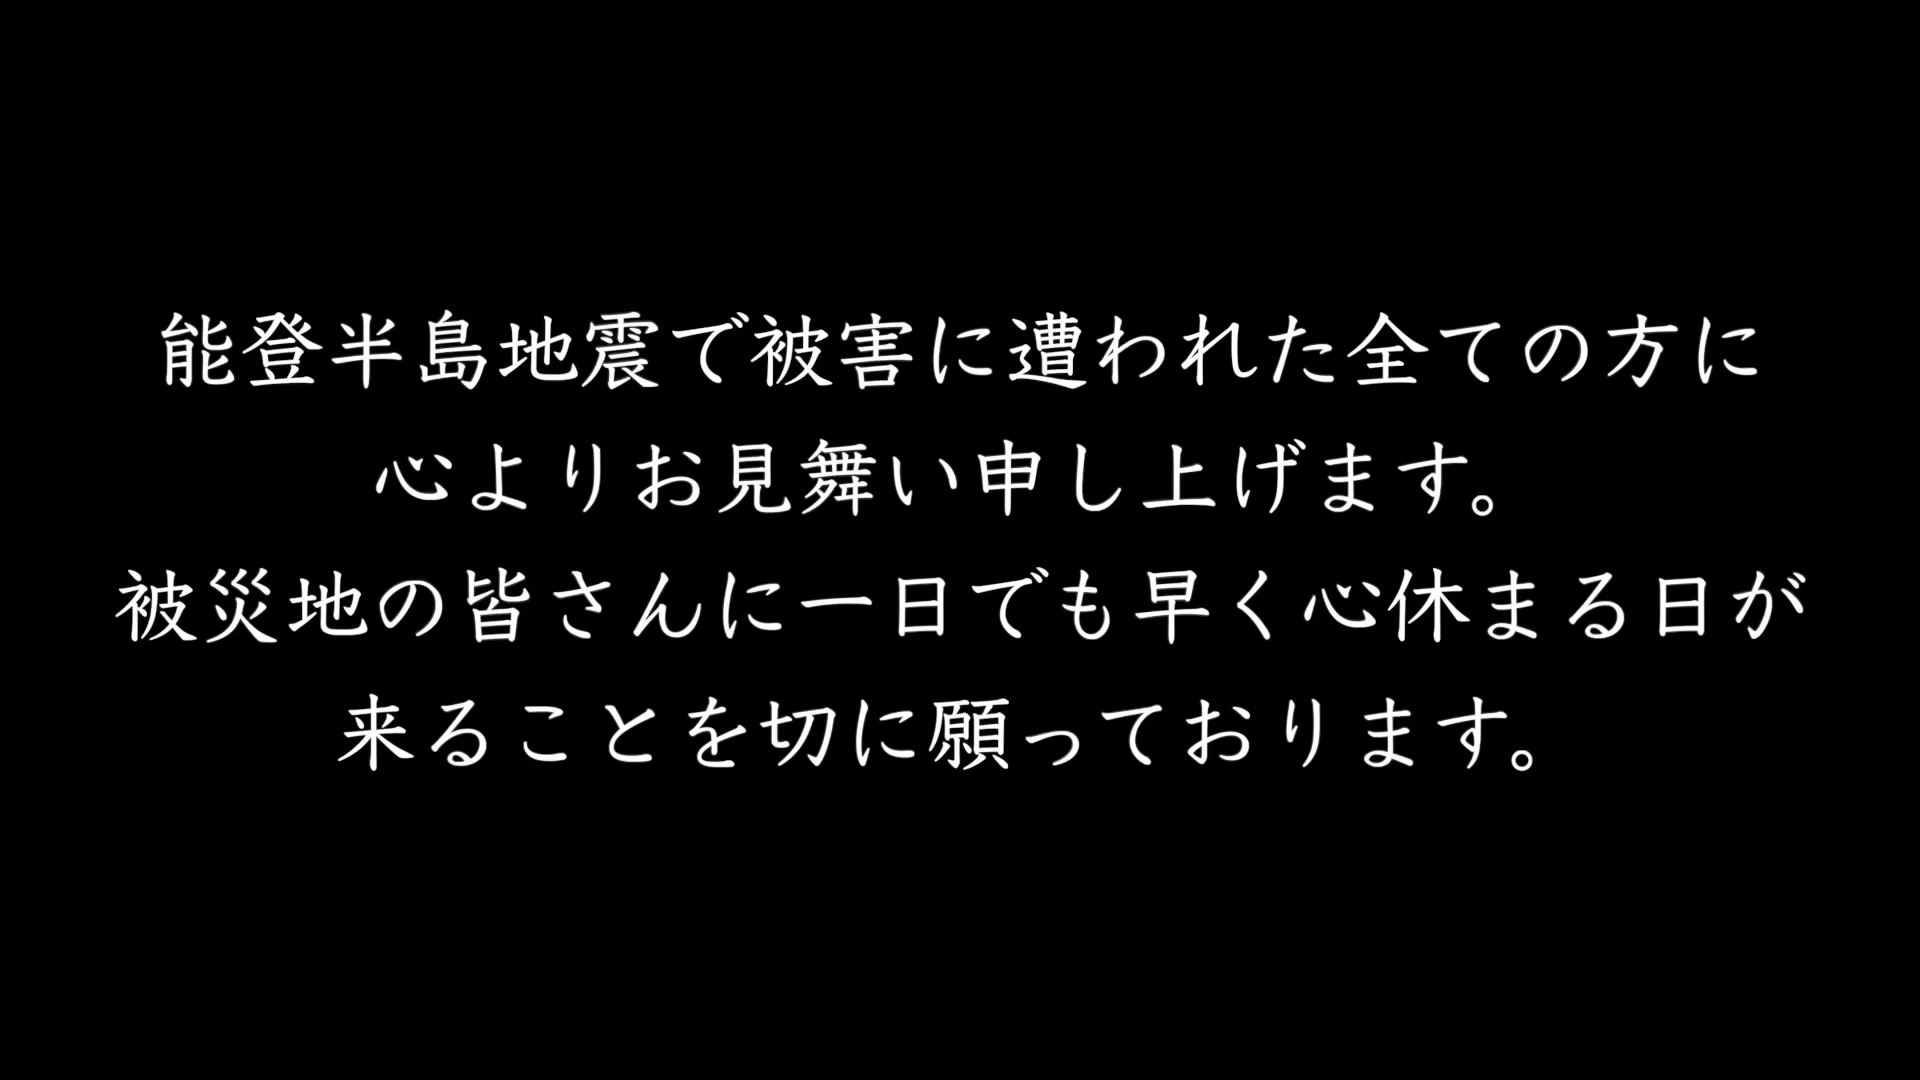 能登半島地震で被害に遭われた全ての方に
心よりお見舞い申し上げます。
被災地の皆さんに一日でも早く心休まる日が
来ることを切に願っております。